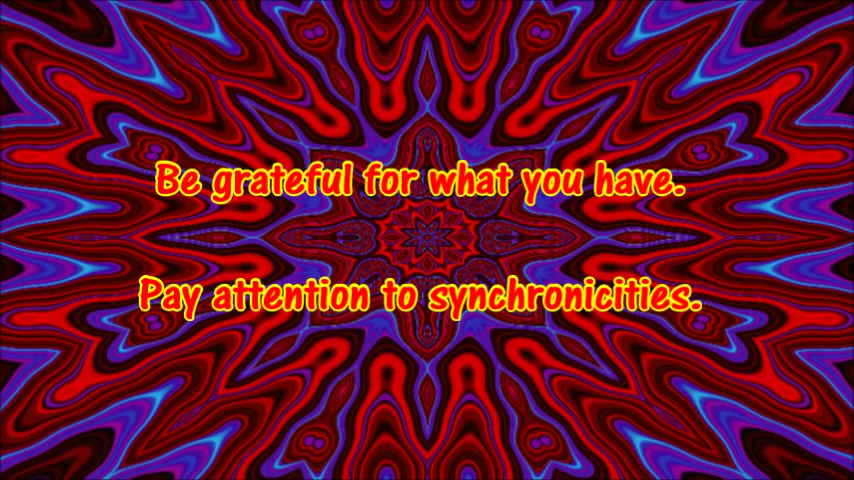 Be grateful for what you have.
Pay attention to synchronicities.